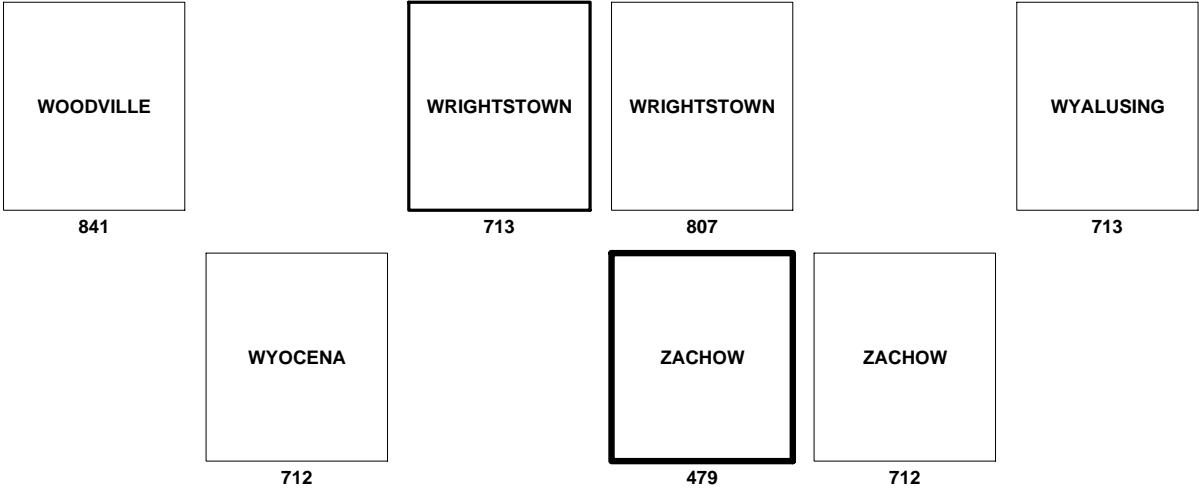 WOODVILLE WRIGHTSTOWN WRIGHTSTOWN WYALUSING
841 713 807 713
WYOCENA ZACHOW ZACHOW
712 479 712